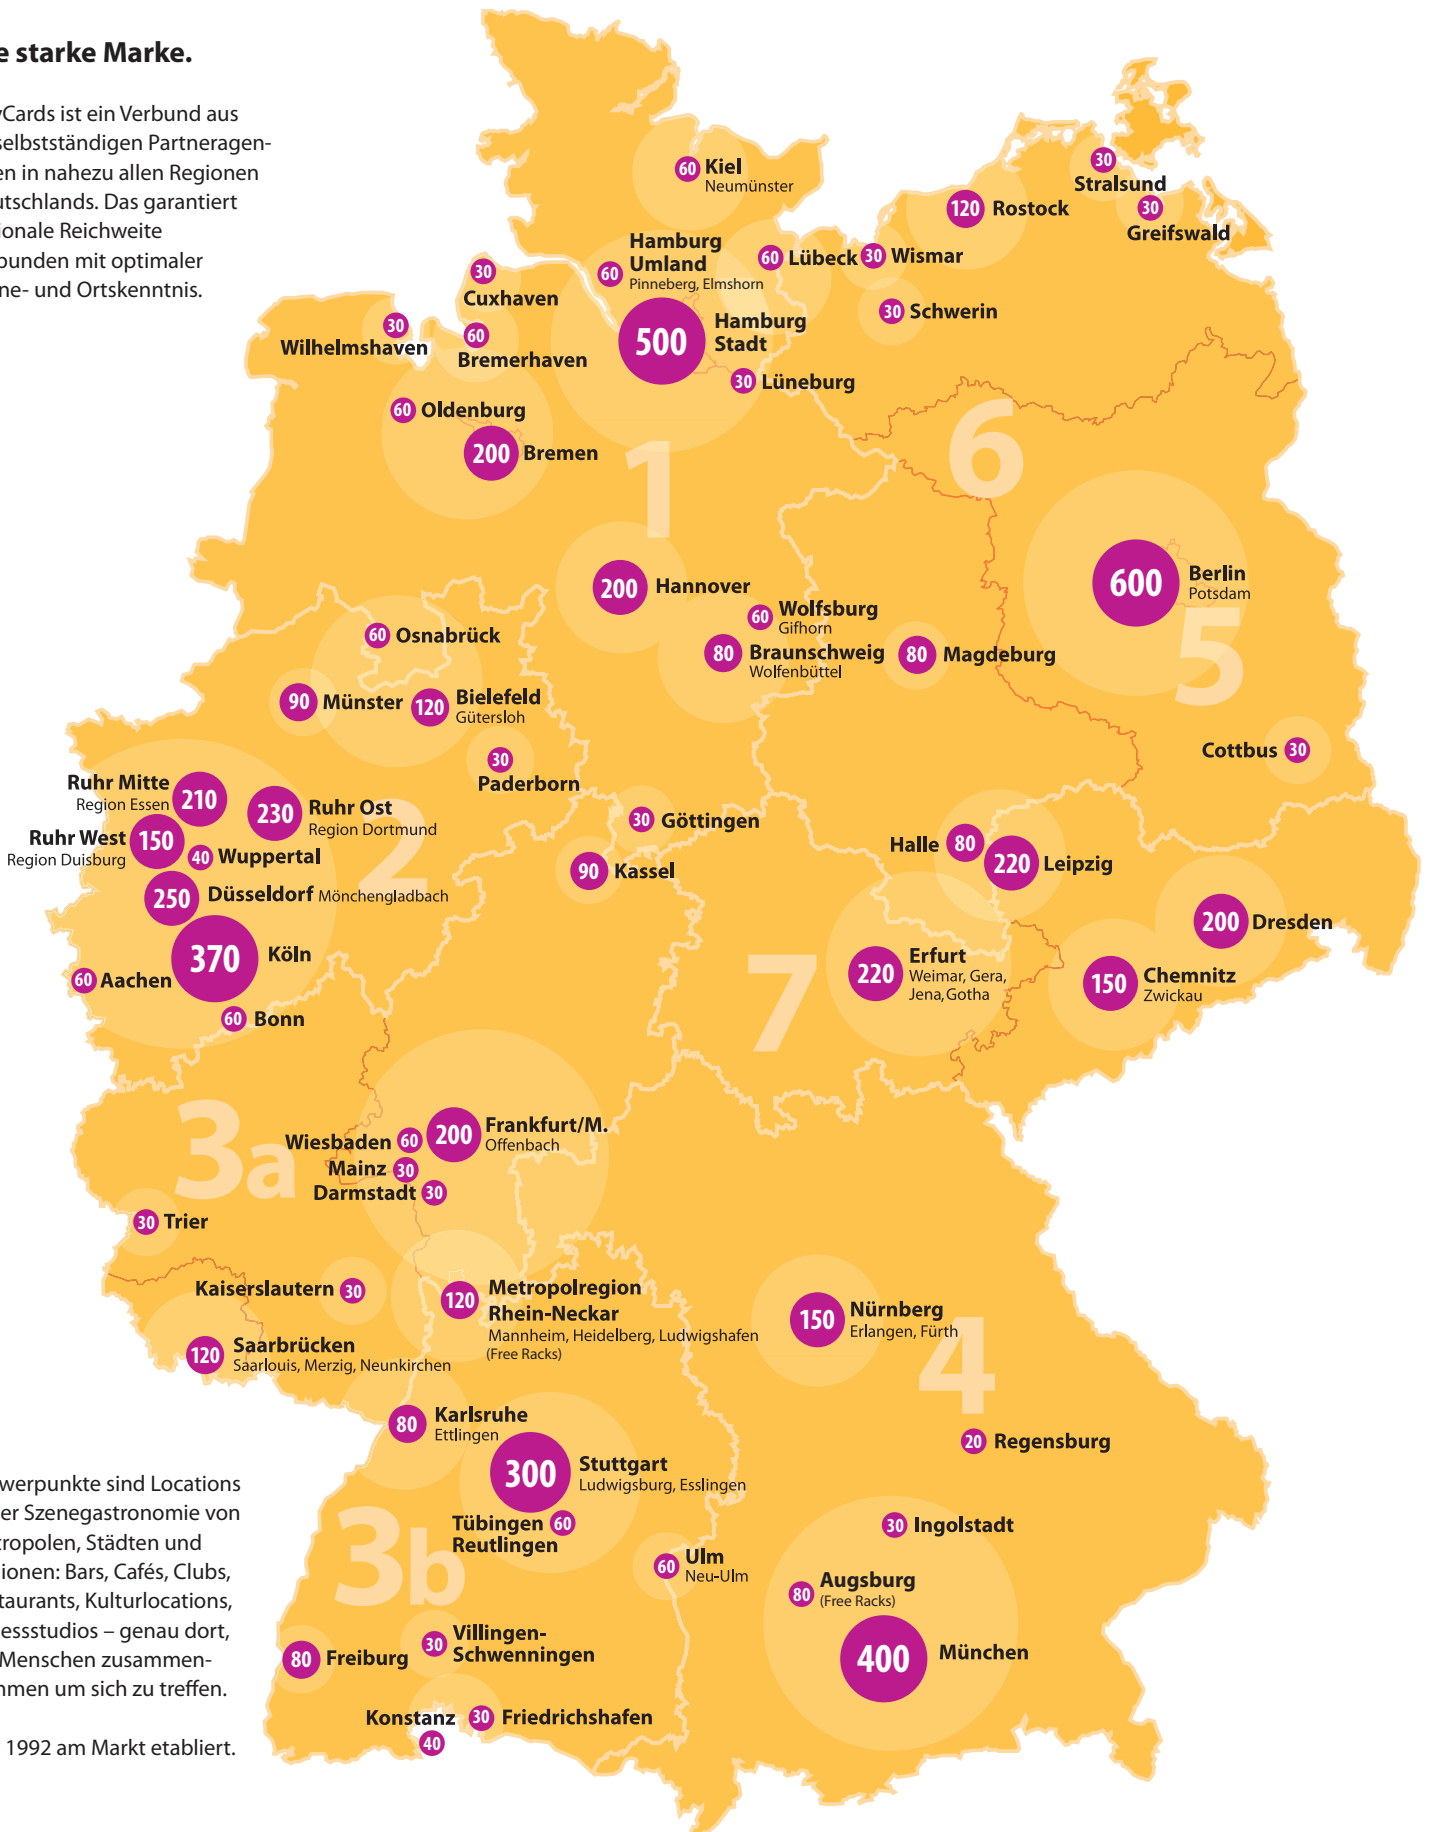 e starke Marke.
yCards ist ein Verbund aus
selbstständigen Partneragen-
en in nahezu allen Regionen
utschlands. Das garantiert
ionale Reichweite
bunden mit optimaler
ne- und Ortskenntnis.
60 Kiel
Neumünster
30
Stralsund
120 Rostock
30
Greifswald
Hamburg
Umland
60
Pinneberg, Elmshorn
60 Lübeck
30 Wismar
30
Cuxhaven
30 Schwerin
30
Wilhelmshaven
60
Bremerhaven
500 Hamburg
Stadt
30 Lüneburg
60 Oldenburg
200 Bremen
1
6
200 Hannover
600 Berlin
Potsdam
5
60 Wolfsburg
Gifhorn
60 Osnabrück
80 Braunschweig
Wolfenbüttel
80 Magdeburg
90 Münster
120 Bielefeld
Gütersloh
Cottbus 30
30
Paderborn
Ruhr Mitte 210
Region Essen
230 Ruhr Ost
Region Dortmund
2
Ruhr West 150
Region Duisburg
40 Wuppertal
30 Göttingen
Halle 80
220 Leipzig
90 Kassel
250 Düsseldorf Mönchengladbach
200 Dresden
370 Köln
60 Aachen
60 Bonn
7
220 Erfurt
Weimar, Gera,
Jena, Gotha
150 Chemnitz
Zwickau
3a
Wiesbaden 60
200 Frankfurt/M.
Offenbach
Mainz 30
Darmstadt 30
30 Trier
Kaiserslautern 30
120 Metropolregion
Rhein-Neckar
Mannheim, Heidelberg, Ludwigshafen
(Free Racks)
150 Nürnberg
Erlangen, Fürth
4
120 Saarbrücken
Saarlouis, Merzig, Neunkirchen
80 Karlsruhe
Ettlingen
20 Regensburg
300 Stuttgart
Ludwigsburg, Esslingen
Tübingen 60
Reutlingen
3b
30 Ingolstadt
60 Ulm
Neu-Ulm
80 Augsburg
(Free Racks)
400 München
80 Freiburg
30 Villingen-
Schwenningen
Konstanz
40
30 Friedrichshafen
werpunkte sind Locations
er Szenegastronomie von
tropolen, Städten und
ionen: Bars, Cafés, Clubs,
taurants, Kulturlocations,
essstudios – genau dort,
Menschen zusammen-
mmen um sich zu treffen.
1992 am Markt etabliert.